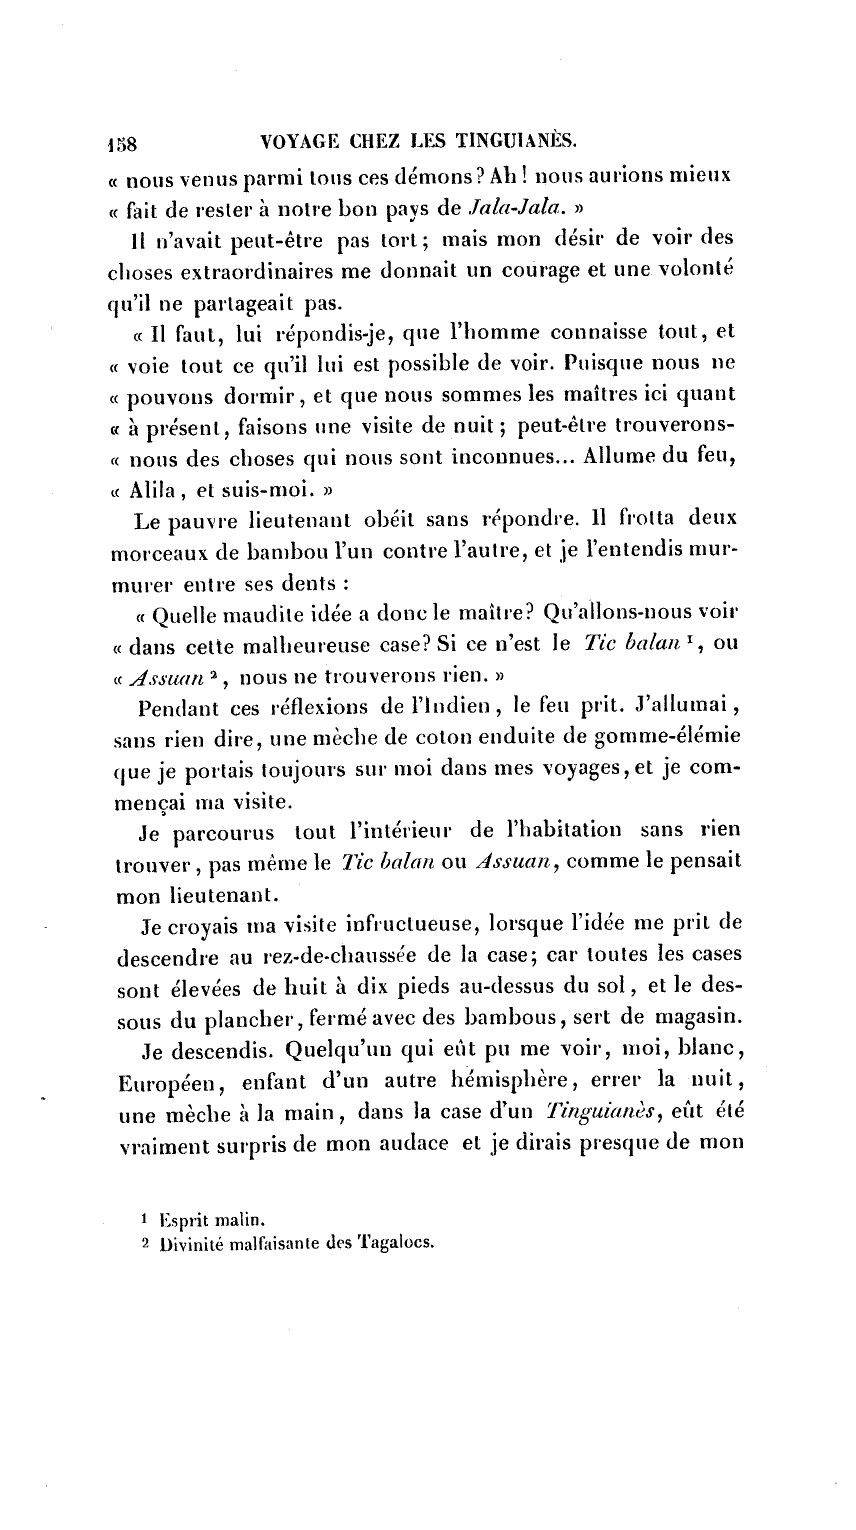 158 VOYAGE CHEZ LES TINGUIANÈS.
« nous venus parmi tous ces démons ? Ah ! nous aurions mieux
« fait de rester à notre bon pays de Jala-Jala. »
Il n'avait peut-être pas tort ; mais mon désir de voir des
choses extraordinaires me donnait un courage et une volonté
qu'il ne partageait pas.
« Il faut, lui répondis-je, que l'homme connaisse tout, et
« voie tout ce qu'il lui est possible de voir. Puisque nous ne
« pouvons dormir, et que nous sommes les maîtres ici quant
« à présent, faisons une visite de nuit ; peut-être trouverons-
« nous des choses qui nous sont inconnues... Allume du feu,
« Alila, et suis-moi. »
Le pauvre lieutenant obéit sans répondre. Il frotta deux
morceaux de bambou l'un contre l'autre, et je l'entendis mur-
murer entre ses dents :
« Quelle maudite idée a donc le maître ? Qu'allons-nous voir
« dans cette malheureuse case ? Si ce n'est le Tic balan ¹, ou
« Assuan ², nous ne trouverons rien. »
Pendant ces réflexions de l'Indien, le feu prit. J'allumai,
sans rien dire, une mèche de coton enduite de gomme-élémie
que je portais toujours sur moi dans mes voyages, et je com-
mençai ma visite.
Je parcourus tout l'intérieur de l'habitation sans rien
trouver, pas même le Tic balan ou Assuan, comme le pensait
mon lieutenant.
Je croyais ma visite infructueuse, lorsque l'idée me prit de
descendre au rez-de-chaussée de la case ; car toutes les cases
sont élevées de huit à dix pieds au-dessus du sol, et le des-
sous du plancher, fermé avec des bambous, sert de magasin.
Je descendis. Quelqu'un qui eût pu me voir, moi, blanc,
Européen, enfant d'un autre hémisphère, errer la nuit,
une mèche à la main, dans la case d'un Tinguianès, eût été
vraiment surpris de mon audace et je dirais presque de mon
1 Esprit malin.
2 Divinité malfaisante des Tagalocs.